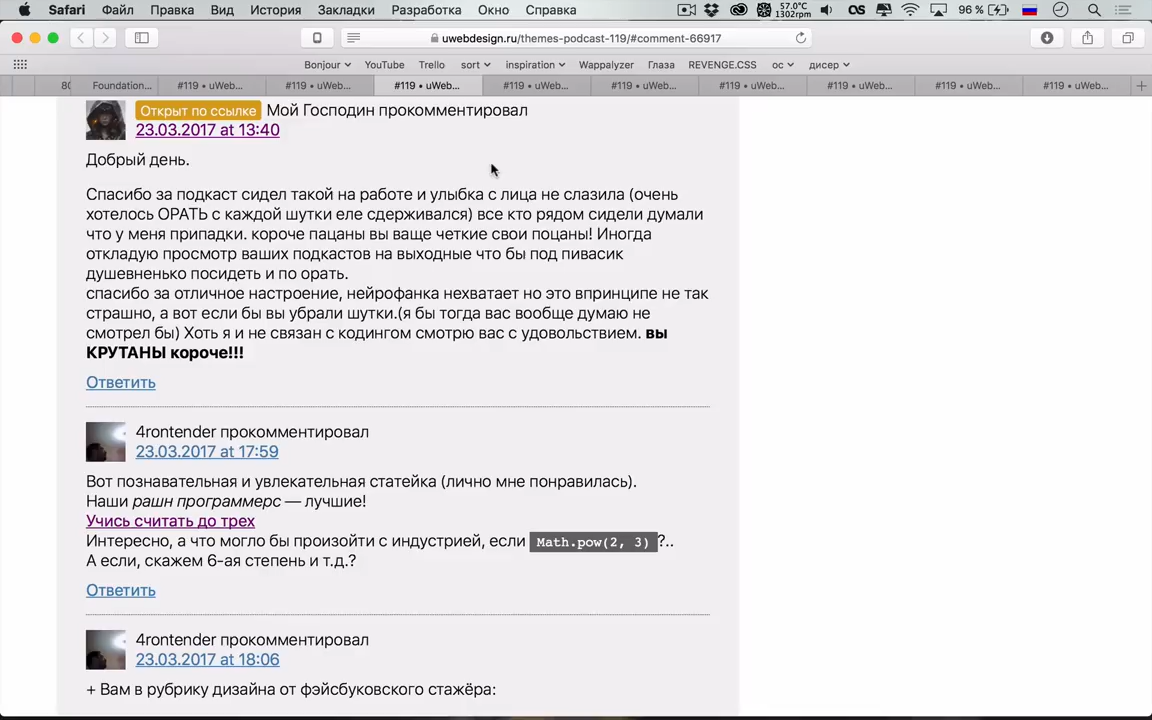 Safari Файл Правка Вид История Закладки Разработка Окно Справка 57.0°C 1302rpm 96 %
uwebdesign.ru/themes-podcast-119/#comment-66917
Bonjour YouTube Trello sort inspiration Wappalyzer Глаза REVENGE.CSS ос дисер
80 Foundation... #119 • uWeb... #119 • uWeb... #119 • uWeb... #119 • uWeb... #119 • uWeb... #119 • uWeb... #119 • uWeb... #119 • uWeb... #119 • uWeb...
Открыт по ссылке Мой Господин прокомментировал
23.03.2017 at 13:40
Добрый день.
Спасибо за подкаст сидел такой на работе и улыбка с лица не слазила (очень
хотелось ОРАТЬ с каждой шутки еле сдерживался) все кто рядом сидели думали
что у меня припадки. короче пацаны вы ваще четкие свои поцаны! Иногда
откладую просмотр ваших подкастов на выходные что бы под пивасик
душевненько посидеть и по орать.
спасибо за отличное настроение, нейрофанка нехватает но это впринципе не так
страшно, а вот если бы вы убрали шутки.(я бы тогда вас вообще думаю не
смотрел бы) Хоть я и не связан с кодингом смотрю вас с удовольствием. вы
КРУТАНЫ короче!!!
Ответить
4rontender прокомментировал
23.03.2017 at 17:59
Вот познавательная и увлекательная статейка (лично мне понравилась).
Наши рашн программерс — лучшие!
Учись считать до трех
Интересно, а что могло бы произойти с индустрией, если Math.pow(2, 3) ?..
А если, скажем 6-ая степень и т.д.?
Ответить
4rontender прокомментировал
23.03.2017 at 18:06
+ Вам в рубрику дизайна от фэйсбуковского стажёра: